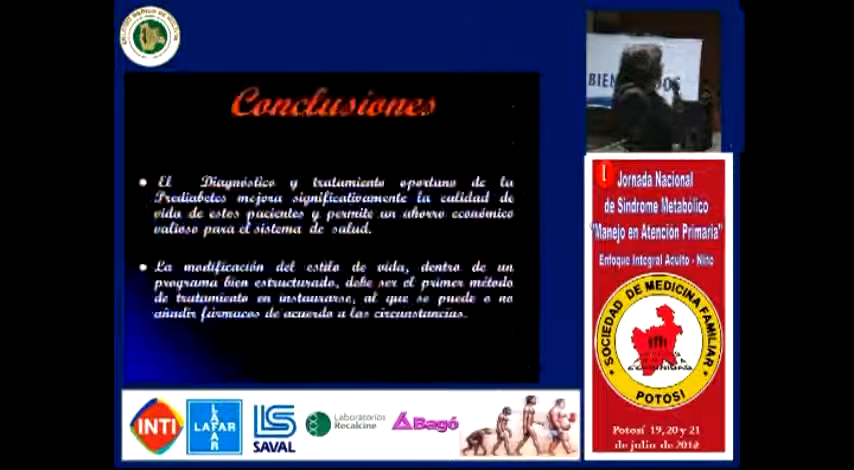 Conclusiones
El Diagnóstico y tratamiento oportuno de la
Prediabetes mejora significativamente la calidad de
vida de estos pacientes y permite un ahorro económico
valioso para el sistema de salud.
La modificación del estilo de vida, dentro de un
programa bien estructurado, debe ser el primer método
de tratamiento en instaurarse, al que se puede o no
añadir fármacos de acuerdo a las circunstancias.
I Jornada Nacional
de Síndrome Metabólico
"Manejo en Atención Primaria"
Enfoque Integral Adulto - Niño
SOCIEDAD DE MEDICINA FAMILIAR
POTOSI
Potosí 19, 20 y 21
de julio de
INTI
LAFAR
LAFAR
SAVAL
Laboratorios
Recalcine
Bagó